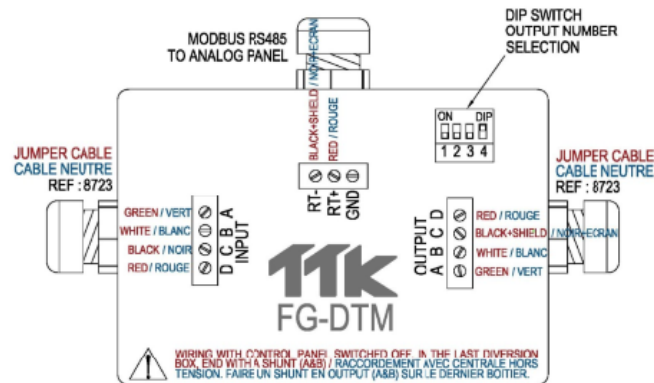 MODBUS RS485
TO ANALOG PANEL
DIP SWITCH
OUTPUT NUMBER
SELECTION
BLACK+SHIELD / NOIR+ECRAN
RED / ROUGE
ON DIP
1 2 3 4
JUMPER CABLE
CABLE NEUTRE
REF : 8723
JUMPER CABLE
CABLE NEUTRE
REF : 8723
RT-
RT+
GND
GREEN / VERT A
WHITE / BLANC B
BLACK / NOIR C
RED / ROUGE D
INPUT
OUTPUT
D RED / ROUGE
C BLACK+SHIELD / NOIR+ECRAN
B WHITE / BLANC
A GREEN / VERT
TTK
FG-DTM
WIRING WITH CONTROL PANEL SWITCHED OFF. IN THE LAST DIVERSION
BOX, END WITH A SHUNT (A&B) / RACCORDEMENT AVEC CENTRALE HORS
TENSION. FAIRE UN SHUNT EN OUTPUT (A&B) SUR LE DERNIER BOITIER.